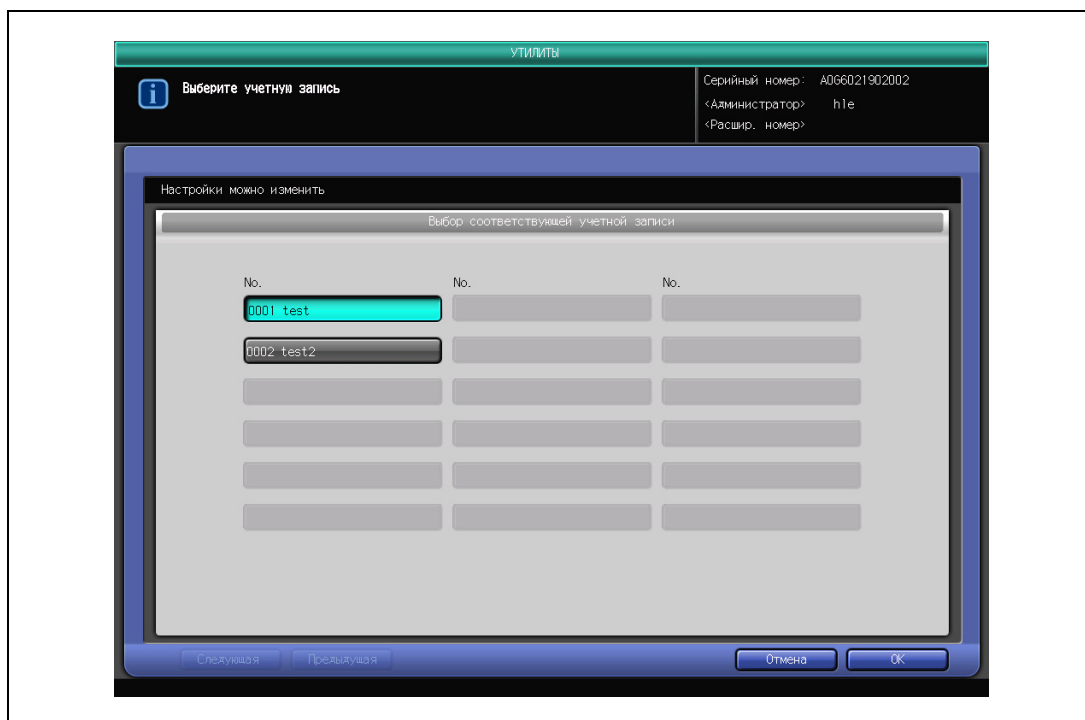 УТИЛИТЫ
Выберите учетную запись
Серийный номер: A0G6021902002
<Администратор> hle
<Расшир. номер>
Настройки можно изменить
Выбор соответствующей учетной записи
No. No. No.
0001 test
0002 test2
Следующая Предыдущая Отмена OK